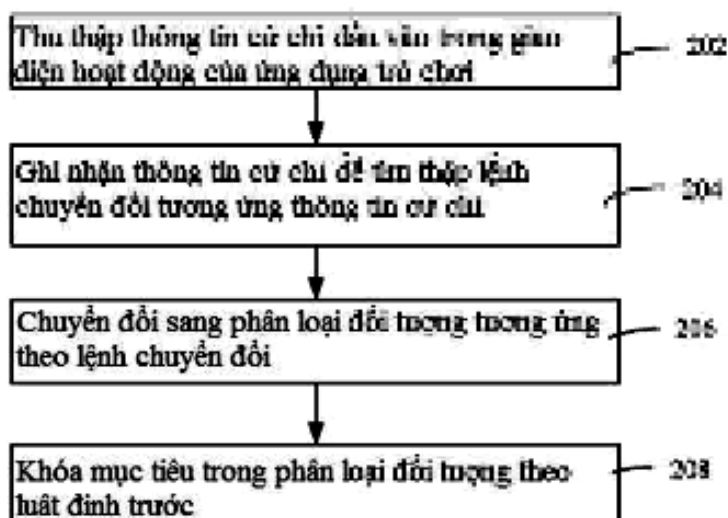 Thu thập thông tin cử chỉ đầu vào trong giao
diện hoạt động của ứng dụng trò chơi
202
Ghi nhận thông tin cử chỉ để tìm thập lệnh
chuyển đổi tương ứng thông tin cử chỉ.
204
Chuyển đổi sang phân loại đối tượng tương ứng
theo lệnh chuyển đổi
206
Khóa mục tiêu trong phân loại đối tượng theo
luật định trước
208